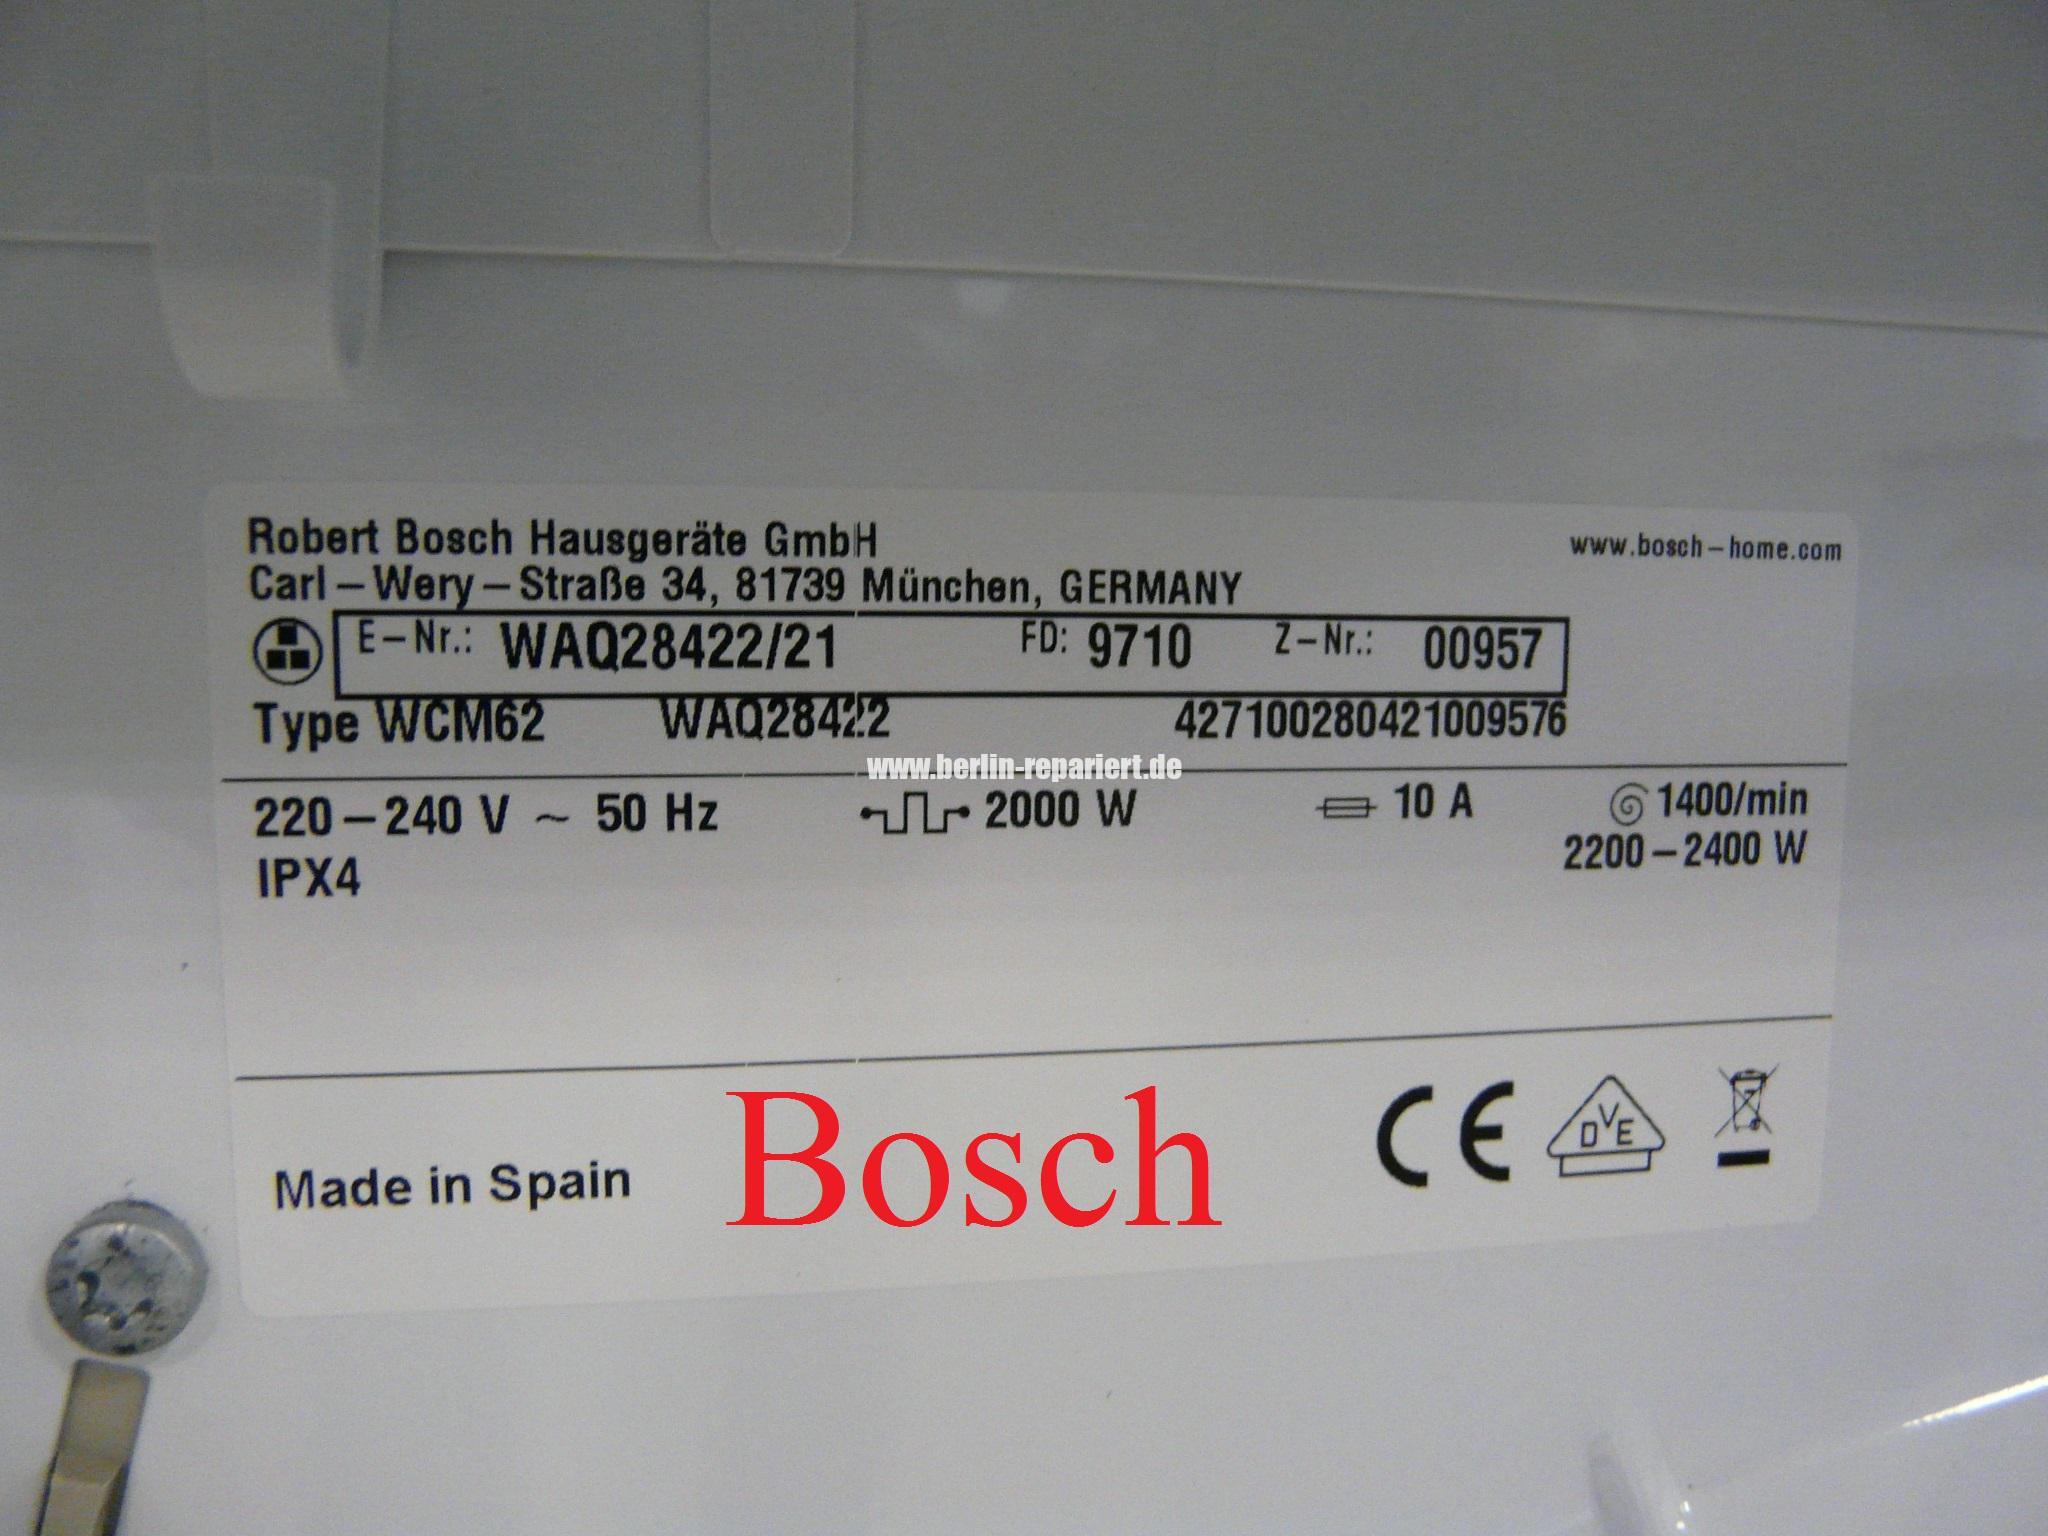 Robert Bosch Hausgeräte GmbH
www.bosch-home.com
Carl-Wery-Straße 34, 81739 München, GERMANY
E-Nr.: WAQ28422/21 FD: 9710 Z-Nr.: 00957
Type WCM62 WAQ28422 427100280421009576
www.berlin-repariert.de
220-240 V ~ 50 Hz 2000 W 10 A 1400/min
IPX4 2200-2400 W
Made in Spain Bosch CE DVE